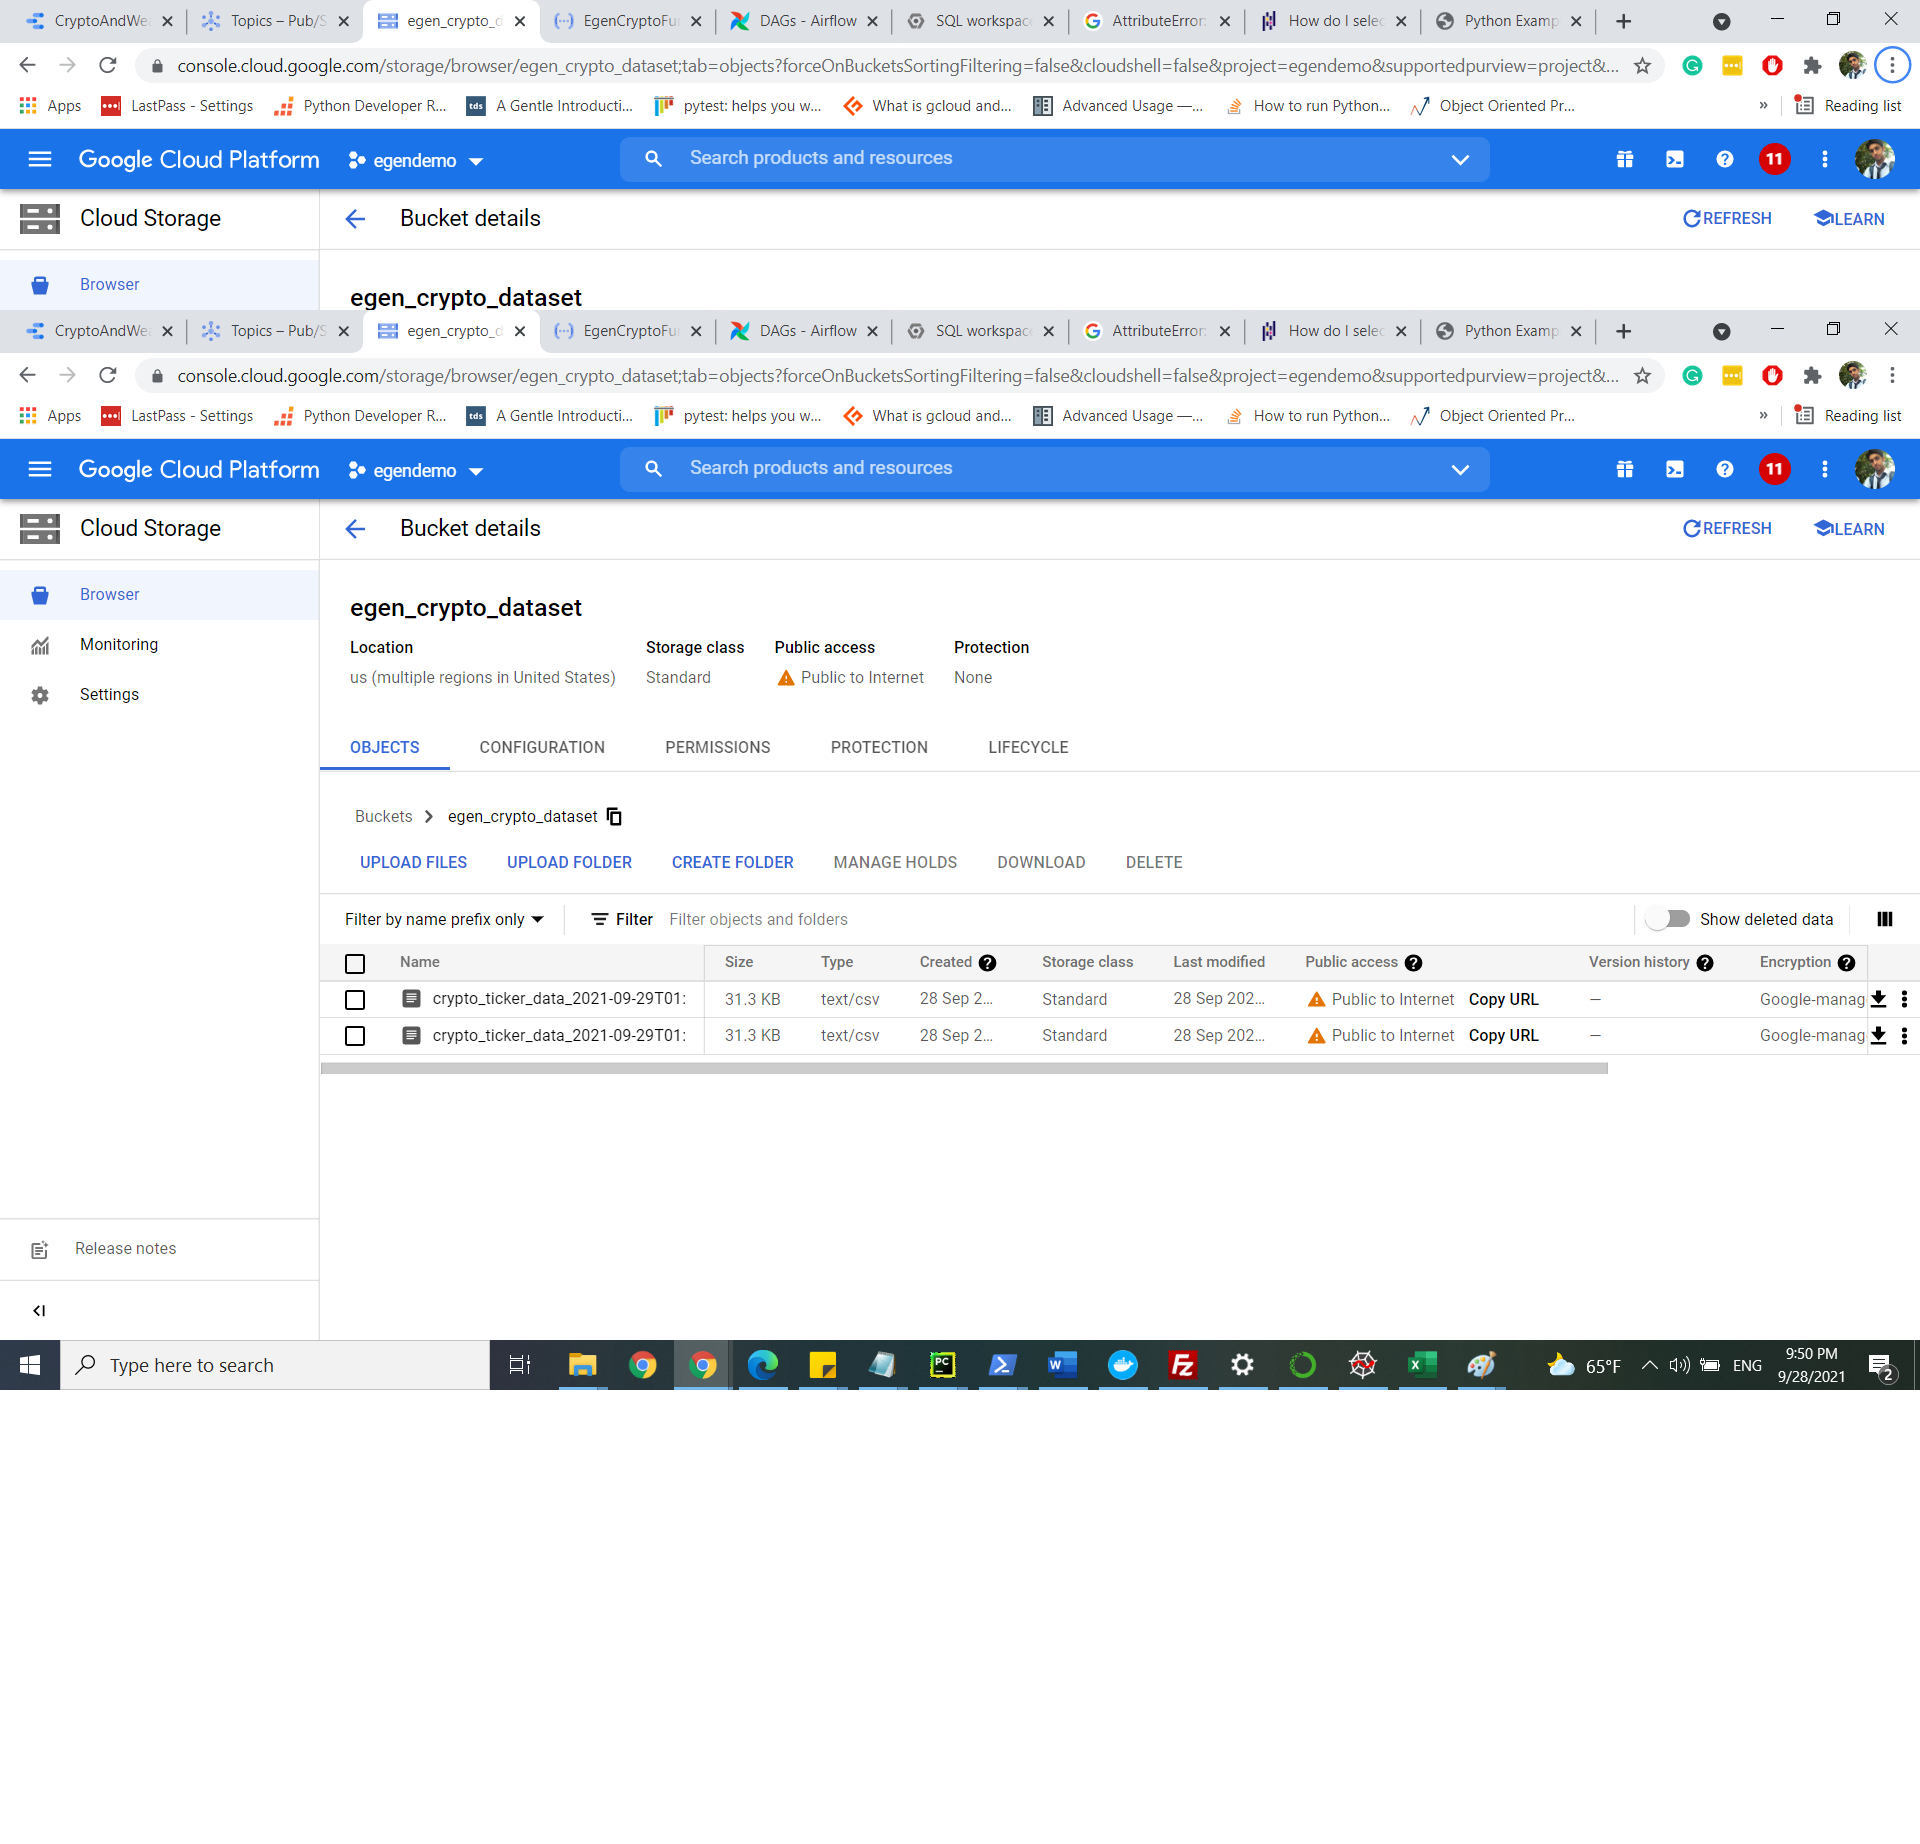 CryptoAndWe Topics – Pub/S egen_crypto_d EgenCryptoFu DAGs - Airflow SQL workspac AttributeError: How do I selec Python Examp
console.cloud.google.com/storage/browser/egen_crypto_dataset;tab=objects?forceOnBucketsSortingFiltering=false&cloudshell=false&project=egendemo&supportedpurview=project&...
Apps LastPass - Settings Python Developer R... tds A Gentle Introducti... pytest: helps you w... What is gcloud and... Advanced Usage —... How to run Python... Object Oriented Pr... » Reading list
Google Cloud Platform egendemo Search products and resources 11
Cloud Storage Bucket details REFRESH LEARN
Browser
egen_crypto_dataset
CryptoAndWe Topics – Pub/S egen_crypto_d EgenCryptoFu DAGs - Airflow SQL workspac AttributeError: How do I selec Python Examp
console.cloud.google.com/storage/browser/egen_crypto_dataset;tab=objects?forceOnBucketsSortingFiltering=false&cloudshell=false&project=egendemo&supportedpurview=project&...
Apps LastPass - Settings Python Developer R... tds A Gentle Introducti... pytest: helps you w... What is gcloud and... Advanced Usage —... How to run Python... Object Oriented Pr... » Reading list
Google Cloud Platform egendemo Search products and resources 11
Cloud Storage Bucket details REFRESH LEARN
Browser
Monitoring
Settings
egen_crypto_dataset
Location Storage class Public access Protection
us (multiple regions in United States) Standard Public to Internet None
OBJECTS CONFIGURATION PERMISSIONS PROTECTION LIFECYCLE
Buckets egen_crypto_dataset
UPLOAD FILES UPLOAD FOLDER CREATE FOLDER MANAGE HOLDS DOWNLOAD DELETE
Filter by name prefix only Filter Filter objects and folders Show deleted data
Name Size Type Created Storage class Last modified Public access Version history Encryption
crypto_ticker_data_2021-09-29T01: 31.3 KB text/csv 28 Sep 2... Standard 28 Sep 202... Public to Internet Copy URL — Google-manag
crypto_ticker_data_2021-09-29T01: 31.3 KB text/csv 28 Sep 2... Standard 28 Sep 202... Public to Internet Copy URL — Google-manag
Release notes
Type here to search 65°F ENG 9:50 PM
9/28/2021 2